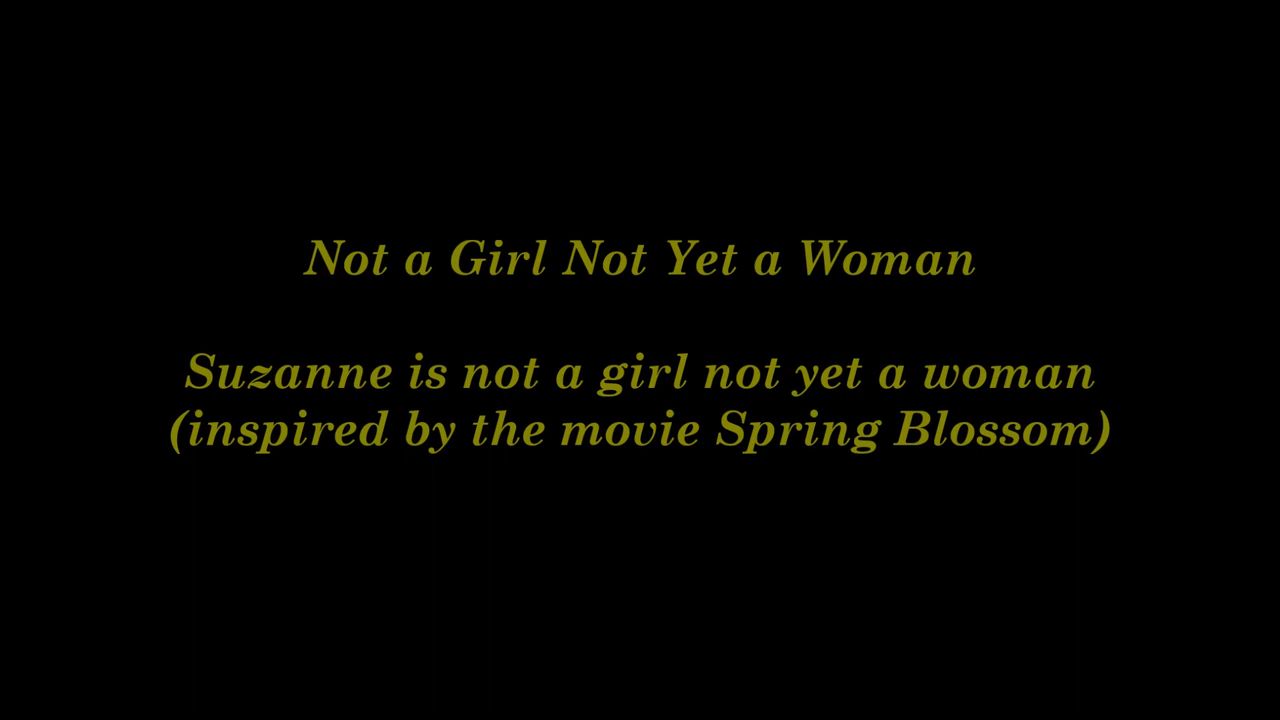 Not a Girl Not Yet a Woman
Suzanne is not a girl not yet a woman
(inspired by the movie Spring Blossom)